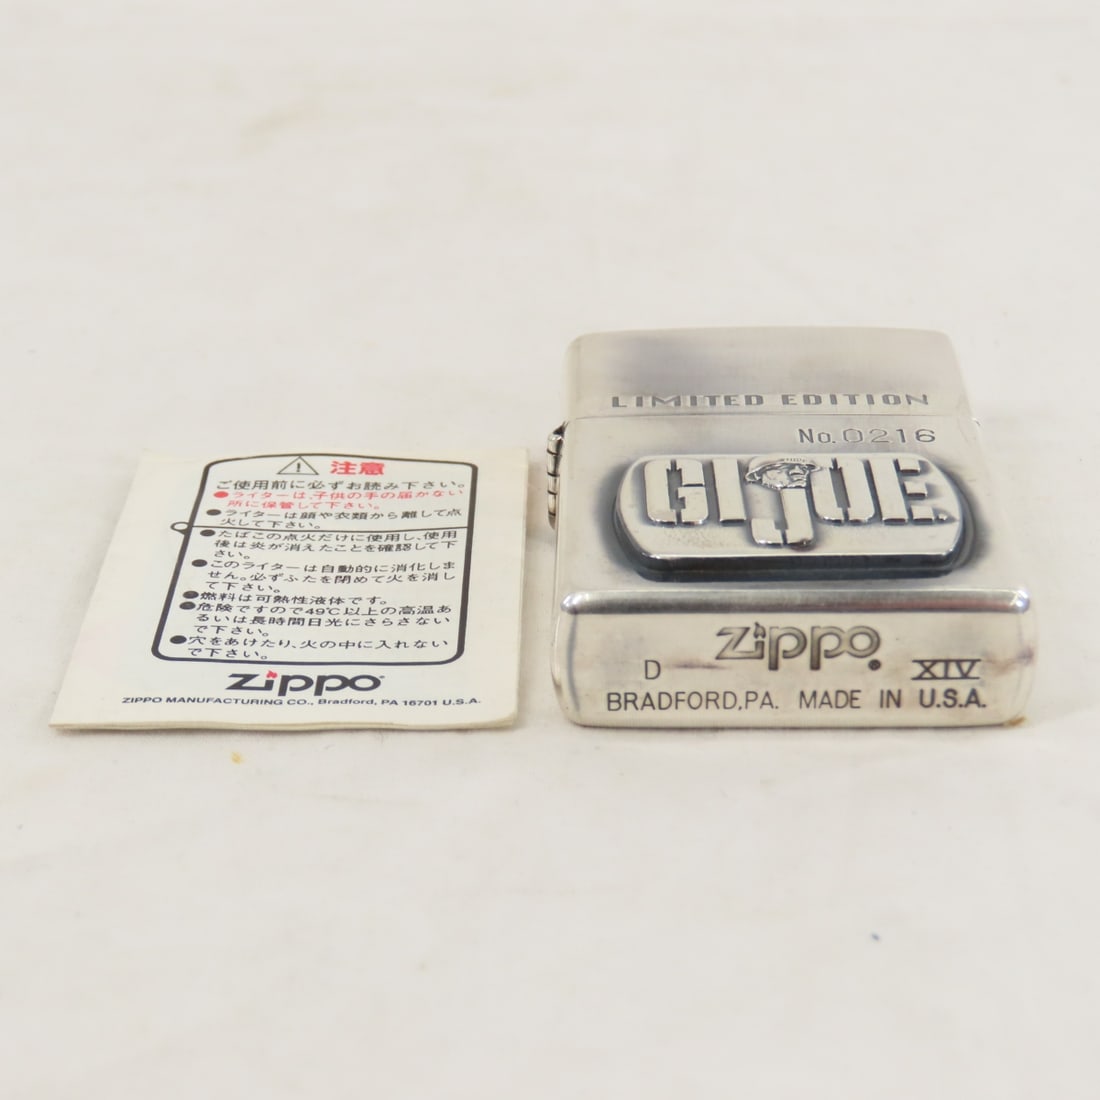 注意
ご使用前に必ずお読み下さい。
●ライターは、子供の手の届かない
所に保管して下さい。
●ライターは顔や衣類から離して点
火して下さい。
●たばこの点火だけに使用し、使用
後は炎が消えたことを確認して下
さい。
●このライターは自動的に消化しま
せん。必ずふたを閉めて火を消し
て下さい。
●燃料は可熱性液体です。
●危険ですので49℃以上の高温あ
るいは長時間日光にさらさない
で下さい。
●穴をあけたり、火の中に入れない
で下さい。
Zippo
ZIPPO MANUFACTURING CO., Bradford, PA 16701 U.S.A.
LIMITED EDITION
No.0216
GIJOE.
Zippo
D XIV
BRADFORD,PA. MADE IN U.S.A.